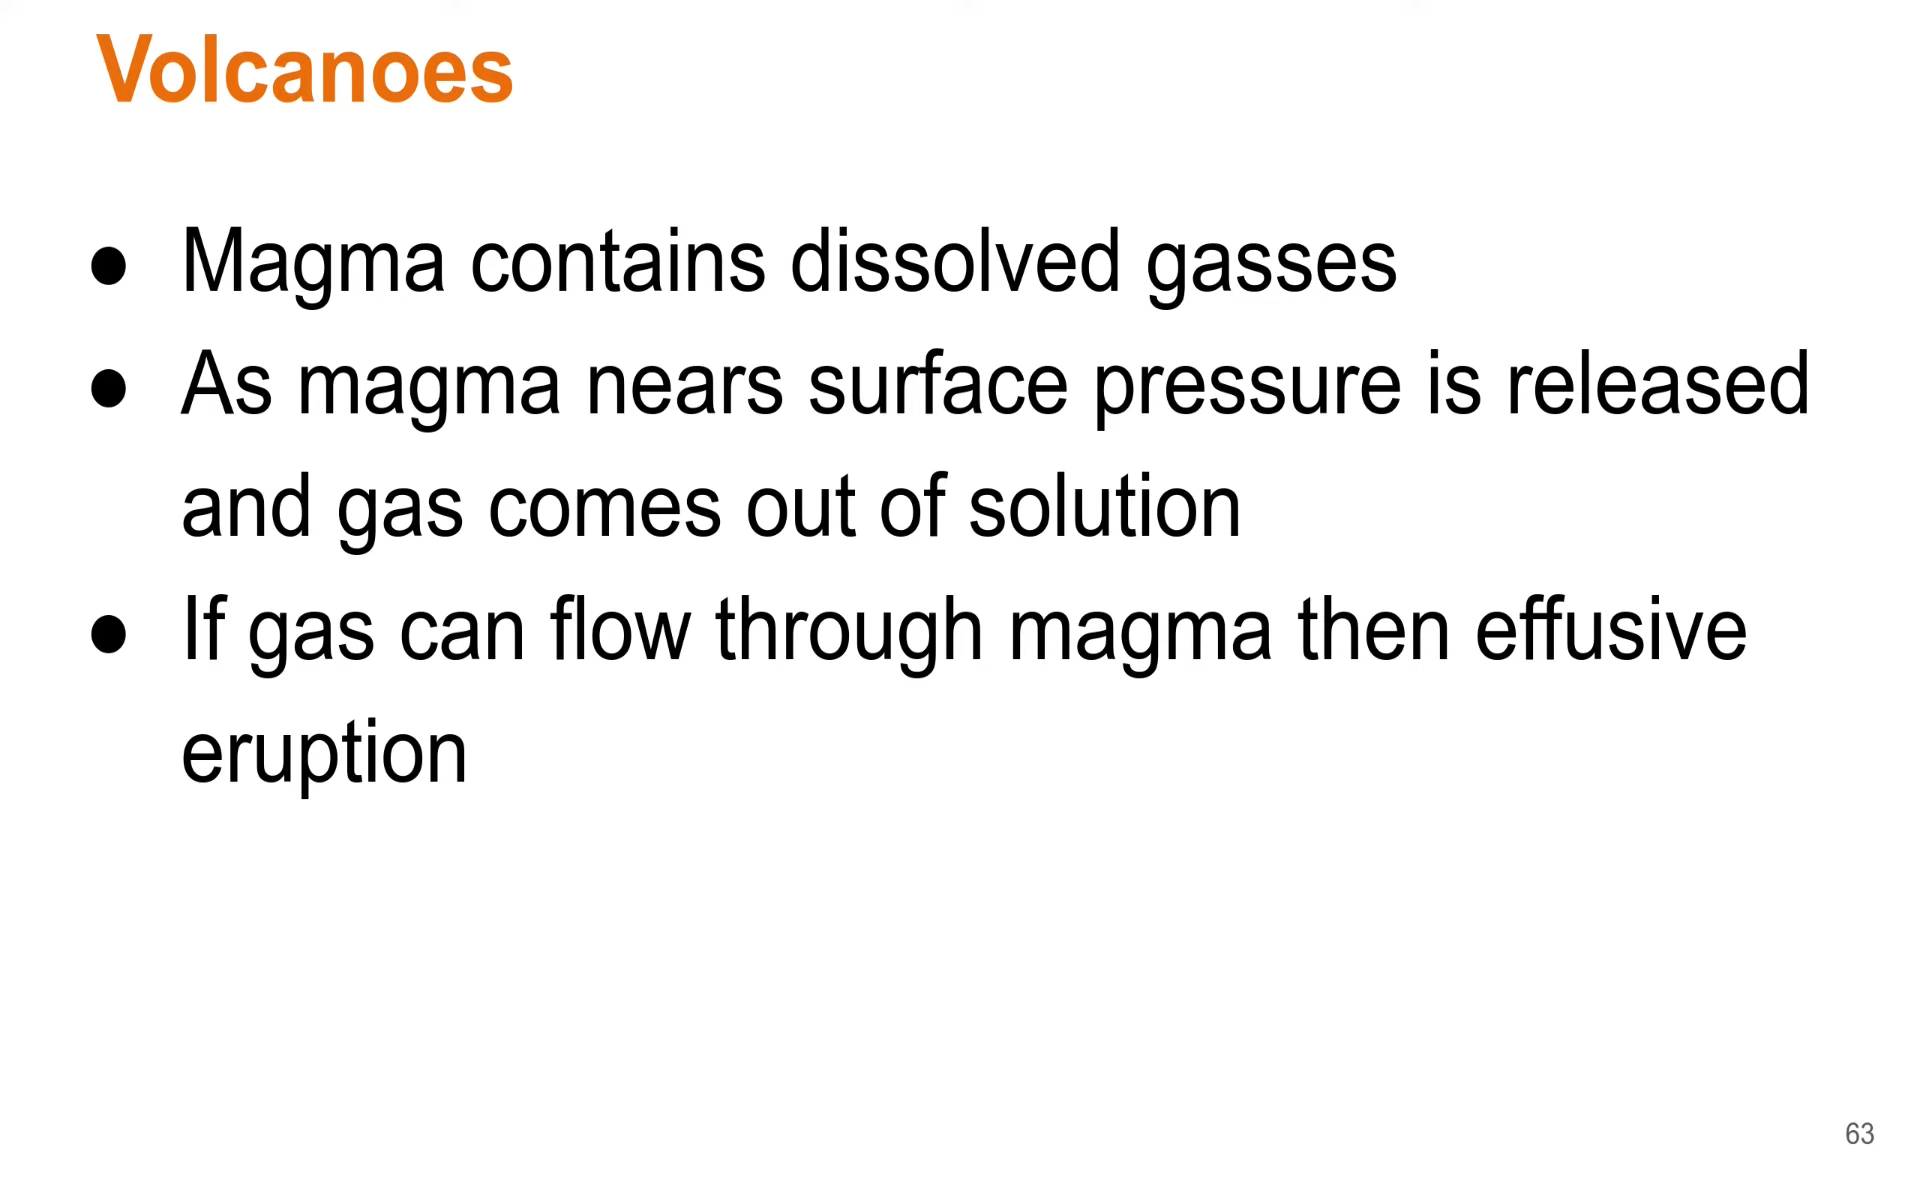 Volcanoes
● Magma contains dissolved gasses
● As magma nears surface pressure is released
and gas comes out of solution
● If gas can flow through magma then effusive
eruption
63